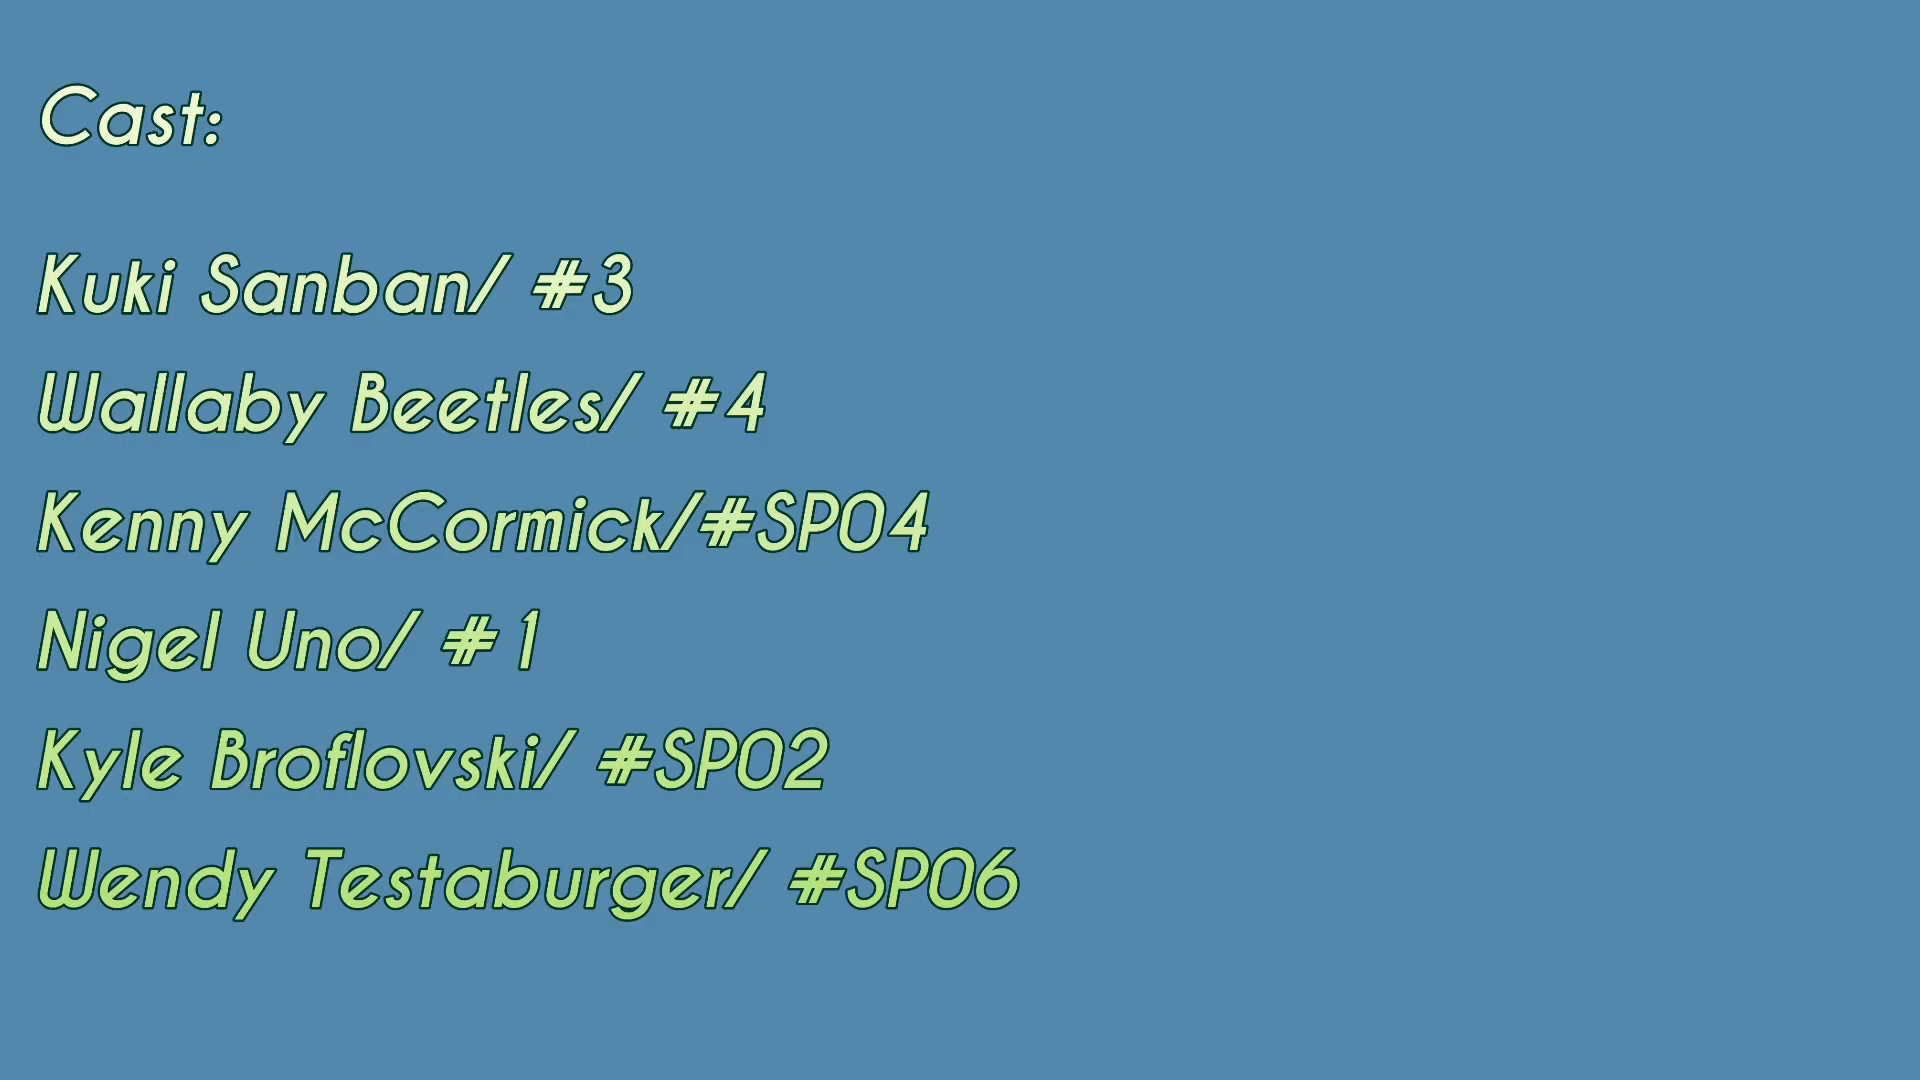 Cast:
Kuki Sanban/ #3
Wallaby Beetles/ #4
Kenny McCormick/#SP04
Nigel Uno/ #1
Kyle Broflovski/ #SP02
Wendy Testaburger/ #SP06